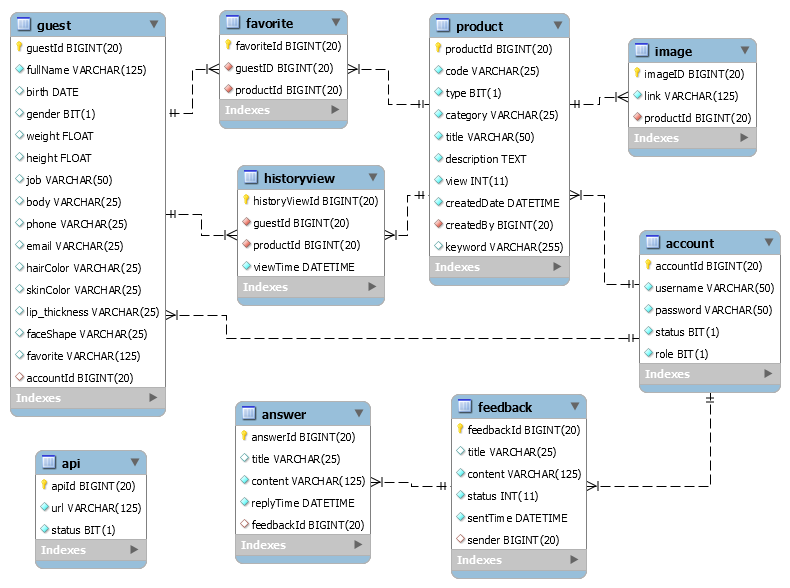 guest
guestId BIGINT(20)
fullName VARCHAR(125)
birth DATE
gender BIT(1)
weight FLOAT
height FLOAT
job VARCHAR(50)
body VARCHAR(25)
phone VARCHAR(25)
email VARCHAR(25)
hairColor VARCHAR(25)
skinColor VARCHAR(25)
lip_thickness VARCHAR(25)
faceShape VARCHAR(25)
favorite VARCHAR(125)
accountId BIGINT(20)
Indexes
favorite
favoriteId BIGINT(20)
guestID BIGINT(20)
productId BIGINT(20)
Indexes
product
productId BIGINT(20)
code VARCHAR(25)
type BIT(1)
category VARCHAR(25)
title VARCHAR(50)
description TEXT
view INT(11)
createdDate DATETIME
createdBy BIGINT(20)
keyword VARCHAR(255)
Indexes
image
imageID BIGINT(20)
link VARCHAR(125)
productId BIGINT(20)
Indexes
historyview
historyViewId BIGINT(20)
guestId BIGINT(20)
productId BIGINT(20)
viewTime DATETIME
Indexes
account
accountId BIGINT(20)
username VARCHAR(50)
password VARCHAR(50)
status BIT(1)
role BIT(1)
Indexes
api
apiId BIGINT(20)
url VARCHAR(125)
status BIT(1)
Indexes
answer
answerId BIGINT(20)
title VARCHAR(25)
content VARCHAR(125)
replyTime DATETIME
feedbackId BIGINT(20)
Indexes
feedback
feedbackId BIGINT(20)
title VARCHAR(25)
content VARCHAR(125)
status INT(11)
sentTime DATETIME
sender BIGINT(20)
Indexes